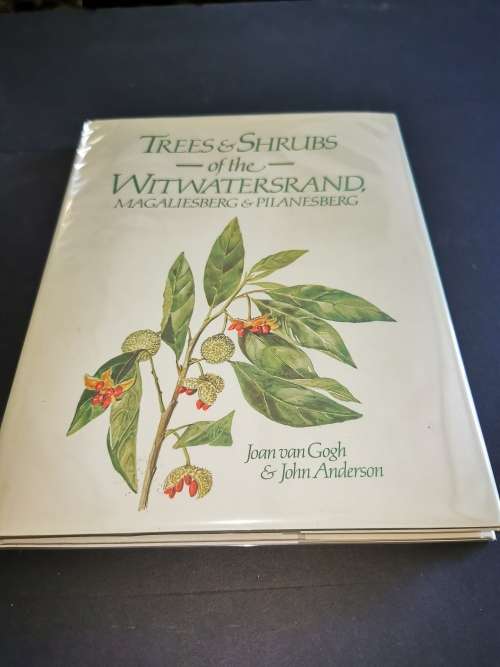 TREES & SHRUBS
of the
WITWATERSRAND,
MAGALIESBERG & PILANESBERG
Joan van Gogh
& John Anderson